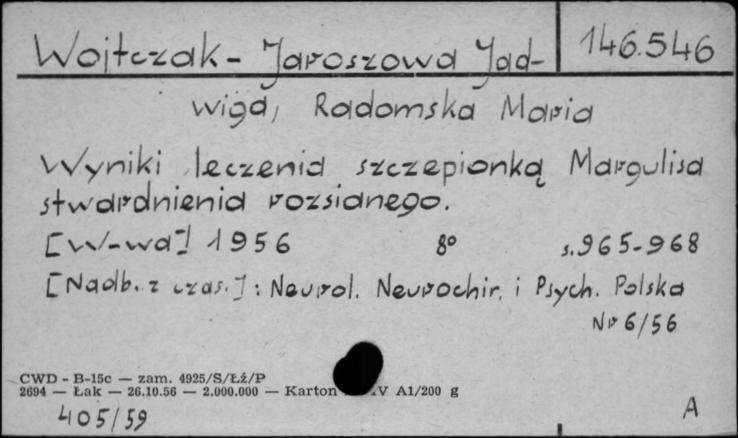 Wojtczak-Jaroszowa Jad- 146.546
wiga, Radomska Maria
Wyniki leczenia szczepionką Margulisa
stwardnienia rozsianego.
[W-wa] 1956 8° s.965-968
[Nadb. z czas.]: Neurol. Neurochir. i Psych. Polska
Nr 6/56
CWD - B-15c — zam. 4925/S/Łż/P
2694 — Łak — 26.10.56 — 2.000.000 — Karton V A1/200 g
405/59 A